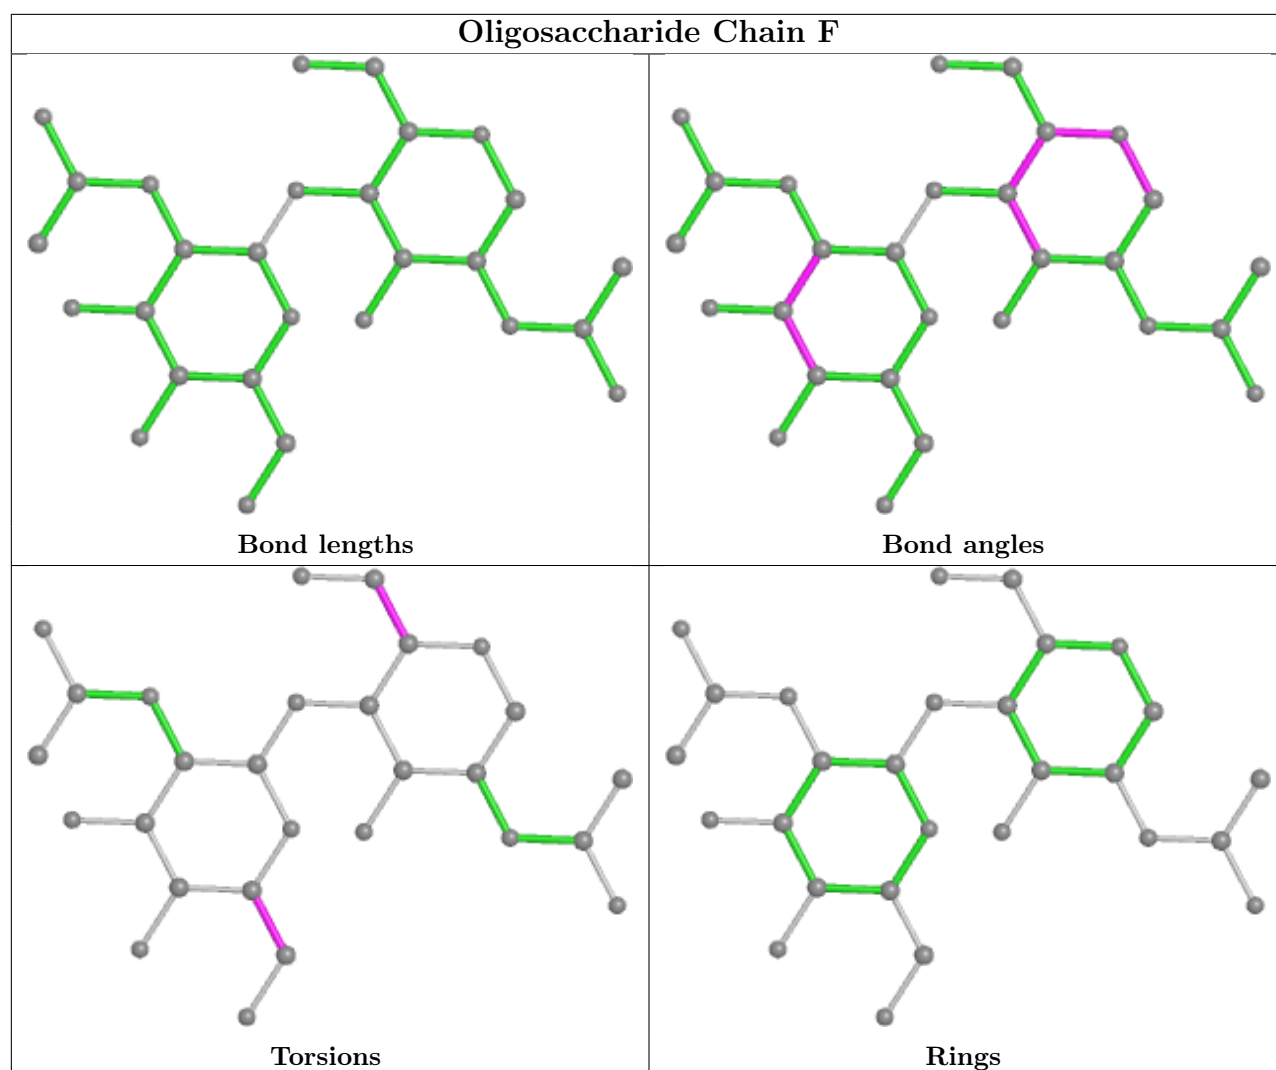 Oligosaccharide Chain F
Bond lengths
Bond angles
Torsions
Rings